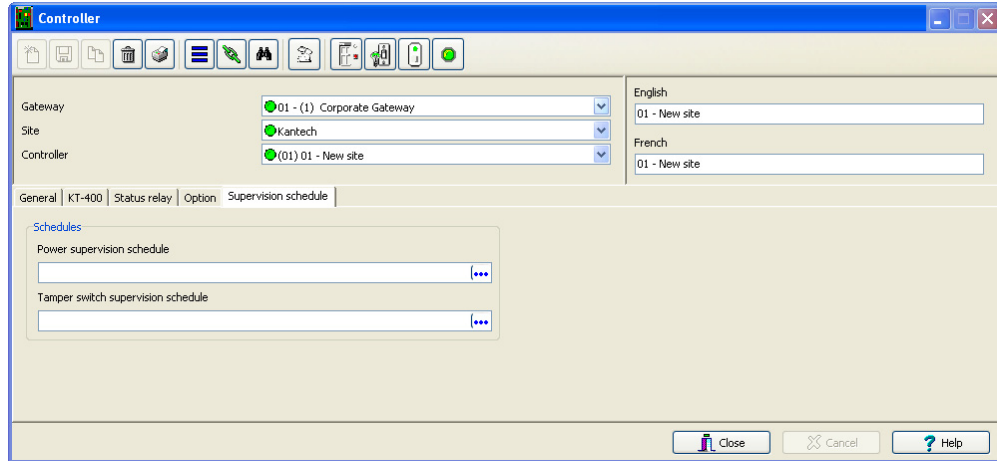 Controller
Gateway
01 - (1) Corporate Gateway
Site
Kantech
Controller
(01) 01 - New site
English
01 - New site
French
01 - New site
General
KT-400
Status relay
Option
Supervision schedule
Schedules
Power supervision schedule
Tamper switch supervision schedule
Close
Cancel
? Help